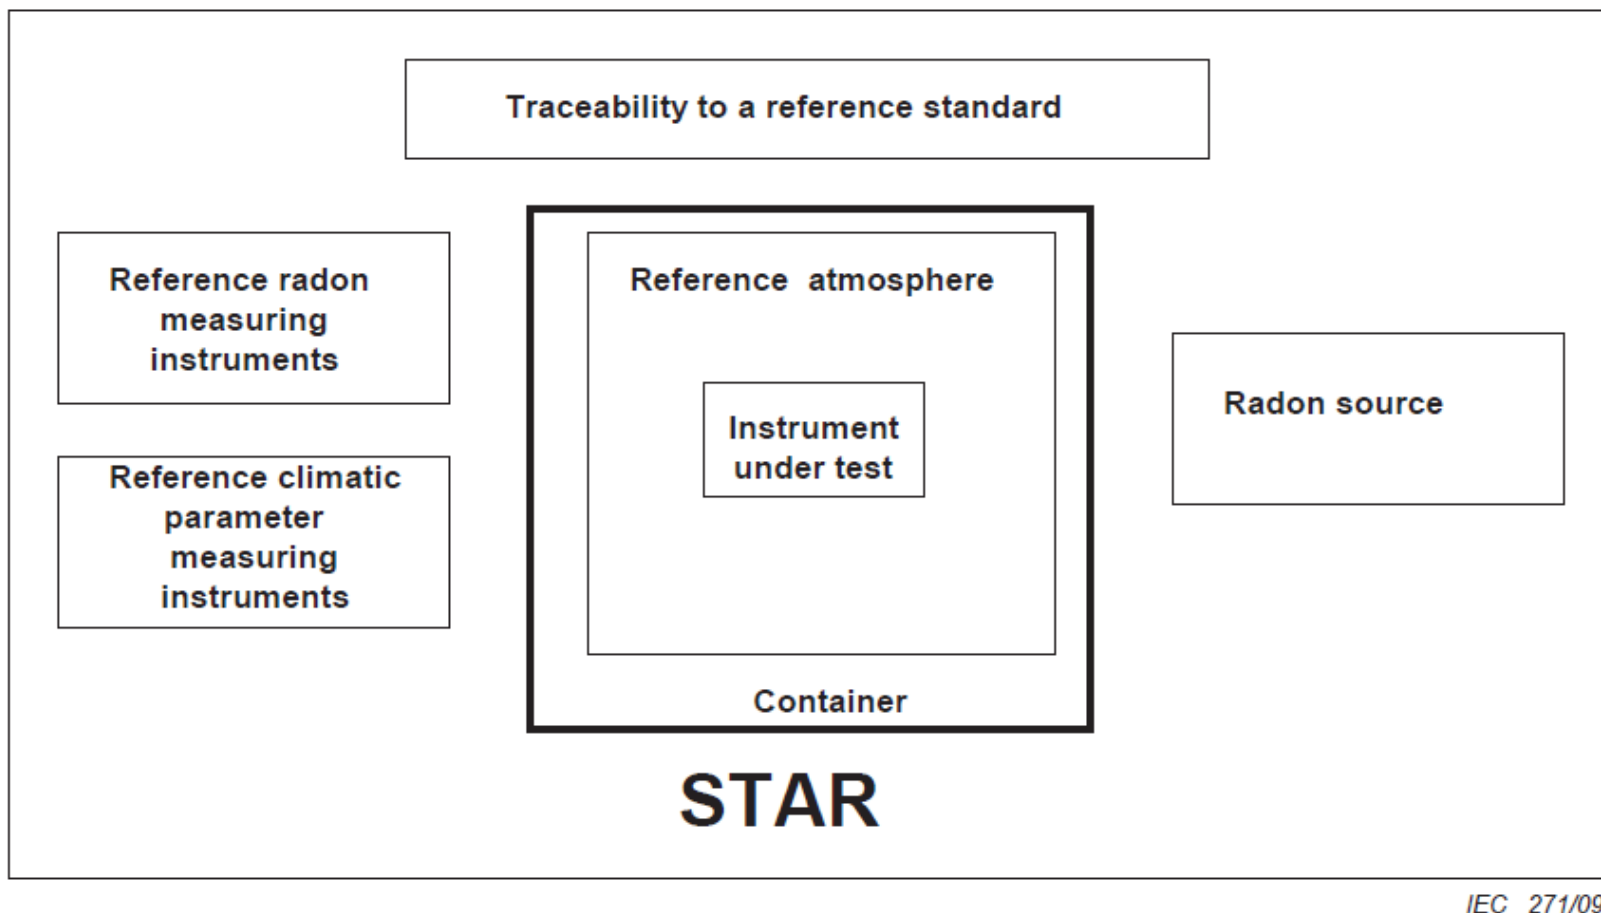 Traceability to a reference standard
Reference radon
measuring
instruments
Reference climatic
parameter
measuring
instruments
Reference atmosphere
Instrument
under test
Container
Radon source
STAR
IEC 271/09